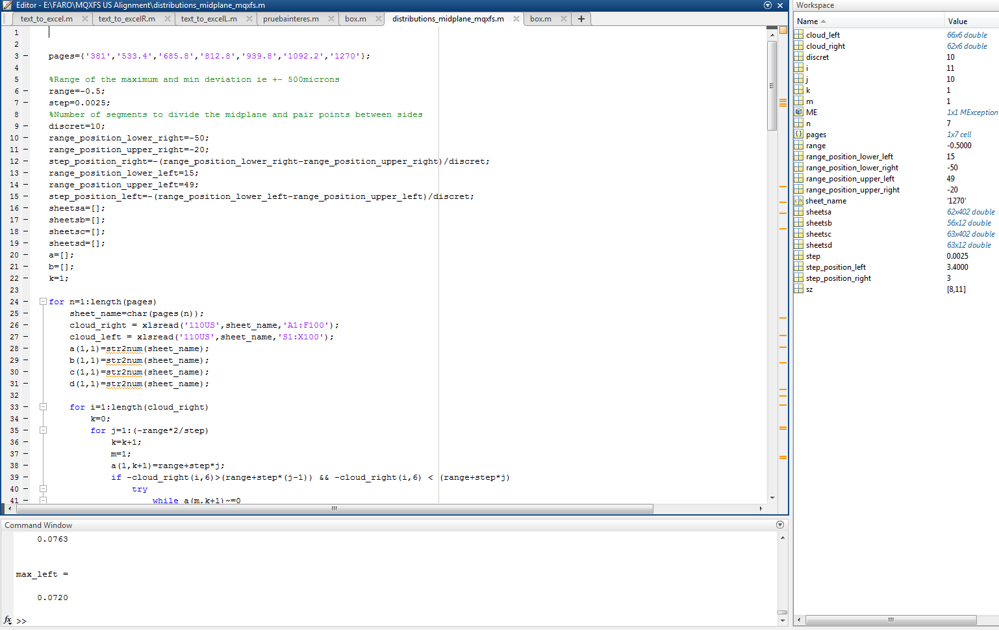 Editor - E:\FARO\MQXFS US Alignment\distributions_midplane_mqxfs.m
text_to_excel.m text_to_excelR.m text_to_excelL.m pruebainteres.m box.m distributions_midplane_mqxfs.m box.m
1
2
3 pages={'381','533.4','685.8','812.8','939.8','1092.2','1270'};
4
5 %Range of the maximum and min deviation ie +- 500microns
6 range=-0.5;
7 step=0.0025;
8 %Number of segments to divide the midplane and pair points between sides
9 discret=10;
10 range_position_lower_right=-50;
11 range_position_upper_right=-20;
12 step_position_right=-(range_position_lower_right-range_position_upper_right)/discret;
13 range_position_lower_left=15;
14 range_position_upper_left=49;
15 step_position_left=-(range_position_lower_left-range_position_upper_left)/discret;
16 sheetsa=[];
17 sheetsb=[];
18 sheetsc=[];
19 sheetsd=[];
20 a=[];
21 b=[];
22 k=1;
23
24 for n=1:length(pages)
25 sheet_name=char(pages(n));
26 cloud_right = xlsread('110US',sheet_name,'A1:F100');
27 cloud_left = xlsread('110US',sheet_name,'S1:X100');
28 a(1,1)=str2num(sheet_name);
29 b(1,1)=str2num(sheet_name);
30 c(1,1)=str2num(sheet_name);
31 d(1,1)=str2num(sheet_name);
32
33 for i=1:length(cloud_right)
34 k=0;
35 for j=1:(-range*2/step)
36 k=k+1;
37 m=1;
38 a(1,k+1)=range+step*j;
39 if -cloud_right(i,6)>(range+step*(j-1)) && -cloud_right(i,6) < (range+step*j)
40 try
41 while a(m,k+1)~=0
Command Window
0.0763
max_left =
0.0720
fx >>
Workspace
Name Value
cloud_left 66x6 double
cloud_right 62x6 double
discret 10
i 11
j 10
k 1
m 1
ME 1x1 MException
n 7
pages 1x7 cell
range -0.5000
range_position_lower_left 15
range_position_lower_right -50
range_position_upper_left 49
range_position_upper_right -20
sheet_name '1270'
sheetsa 62x402 double
sheetsb 56x12 double
sheetsc 63x402 double
sheetsd 63x12 double
step 0.0025
step_position_left 3.4000
step_position_right 3
sz [8,11]